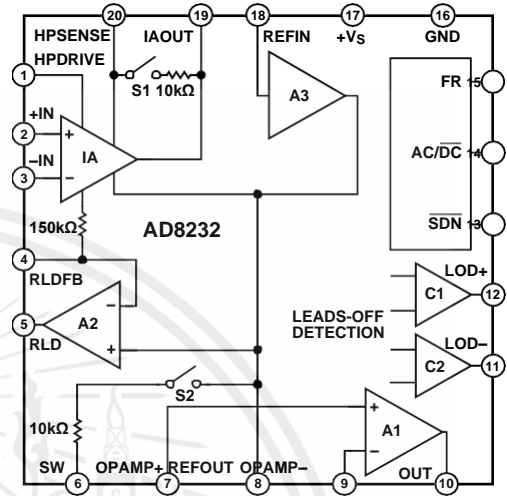 20 19 18 17 16
HPSENSE IAOUT REFIN +VS GND
HPDRIVE
1
S1 10kΩ
A3
FR 15
+IN
2
+
IA
AC/DC 14
–IN
3
–
150kΩ
AD8232
SDN 13
4
RLDFB
–
A2
5
RLD
+
LEADS-OFF
DETECTION
C1
LOD+
12
LOD–
C2
11
S2
10kΩ
+
A1
–
SW OPAMP+ REFOUT OPAMP– OUT
6 7 8 9 10